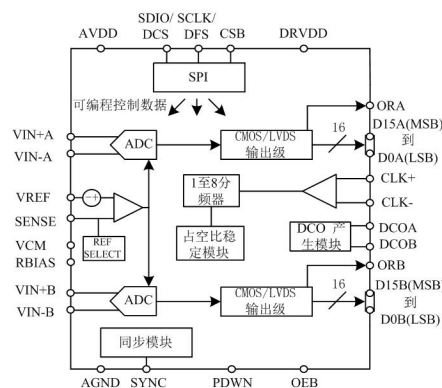 AVDD
SDIO/
DCS
SCLK/
DFS
CSB
DRVDD
SPI
可编程控制数据
ORA
VIN+A
VIN-A
ADC
CMOS/LVDS
输出级
16
D15A(MSB)
到
D0A(LSB)
VREF
SENSE
REF
SELECT
1至8分
频器
占空比稳
定模块
CLK+
CLK-
VCM
RBIAS
DCO 产
生模块
DCOA
DCOB
ORB
VIN+B
VIN-B
ADC
CMOS/LVDS
输出级
16
D15B(MSB)
到
D0B(LSB)
同步模块
AGND
SYNC
PDWN
OEB